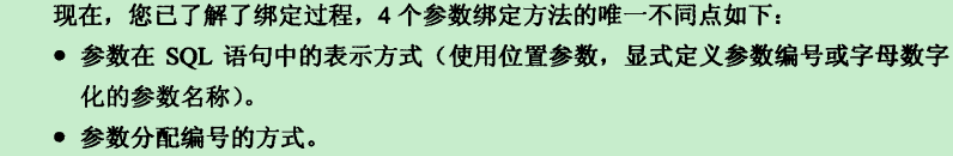 现在，您已了解了绑定过程，4 个参数绑定方法的唯一不同点如下：
● 参数在 SQL 语句中的表示方式（使用位置参数，显式定义参数编号或字母数字
化的参数名称）。
● 参数分配编号的方式。